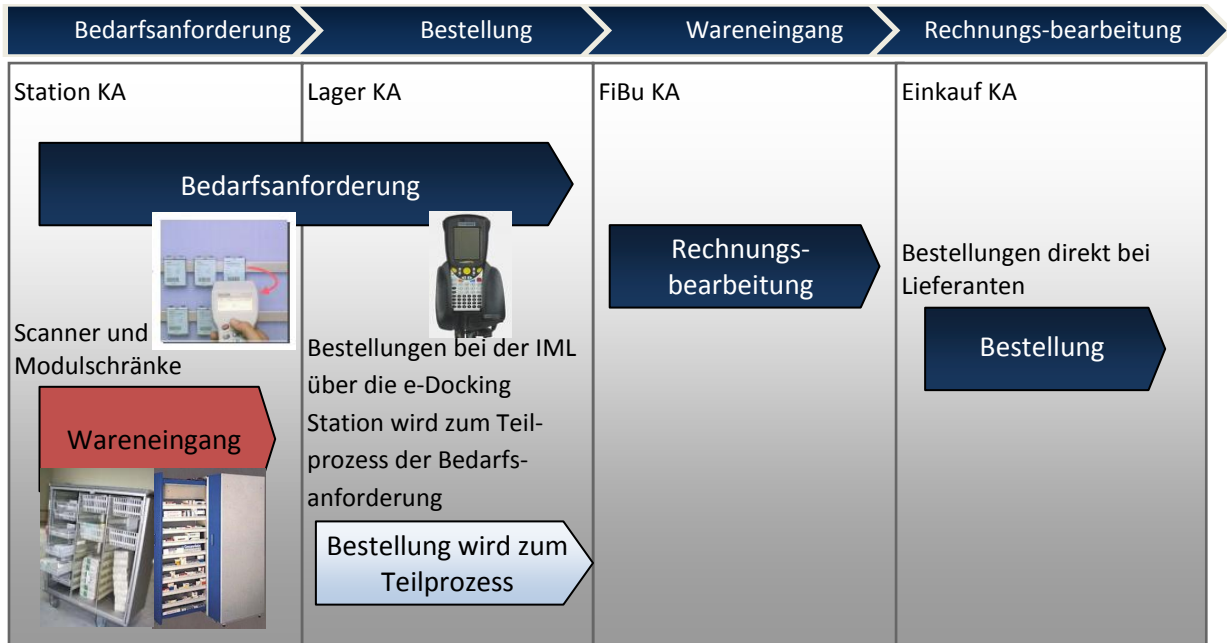 Bedarfsanforderung
Bestellung
Wareneingang
Rechnungs-bearbeitung
Station KA
Lager KA
FiBu KA
Einkauf KA
Bedarfsanforderung
Scanner und
Modulschränke
Wareneingang
Bestellungen bei der IML
über die e-Docking
Station wird zum Teil-
prozess der Bedarfs-
anforderung
Bestellung wird zum
Teilprozess
Rechnungs-
bearbeitung
Bestellungen direkt bei
Lieferanten
Bestellung